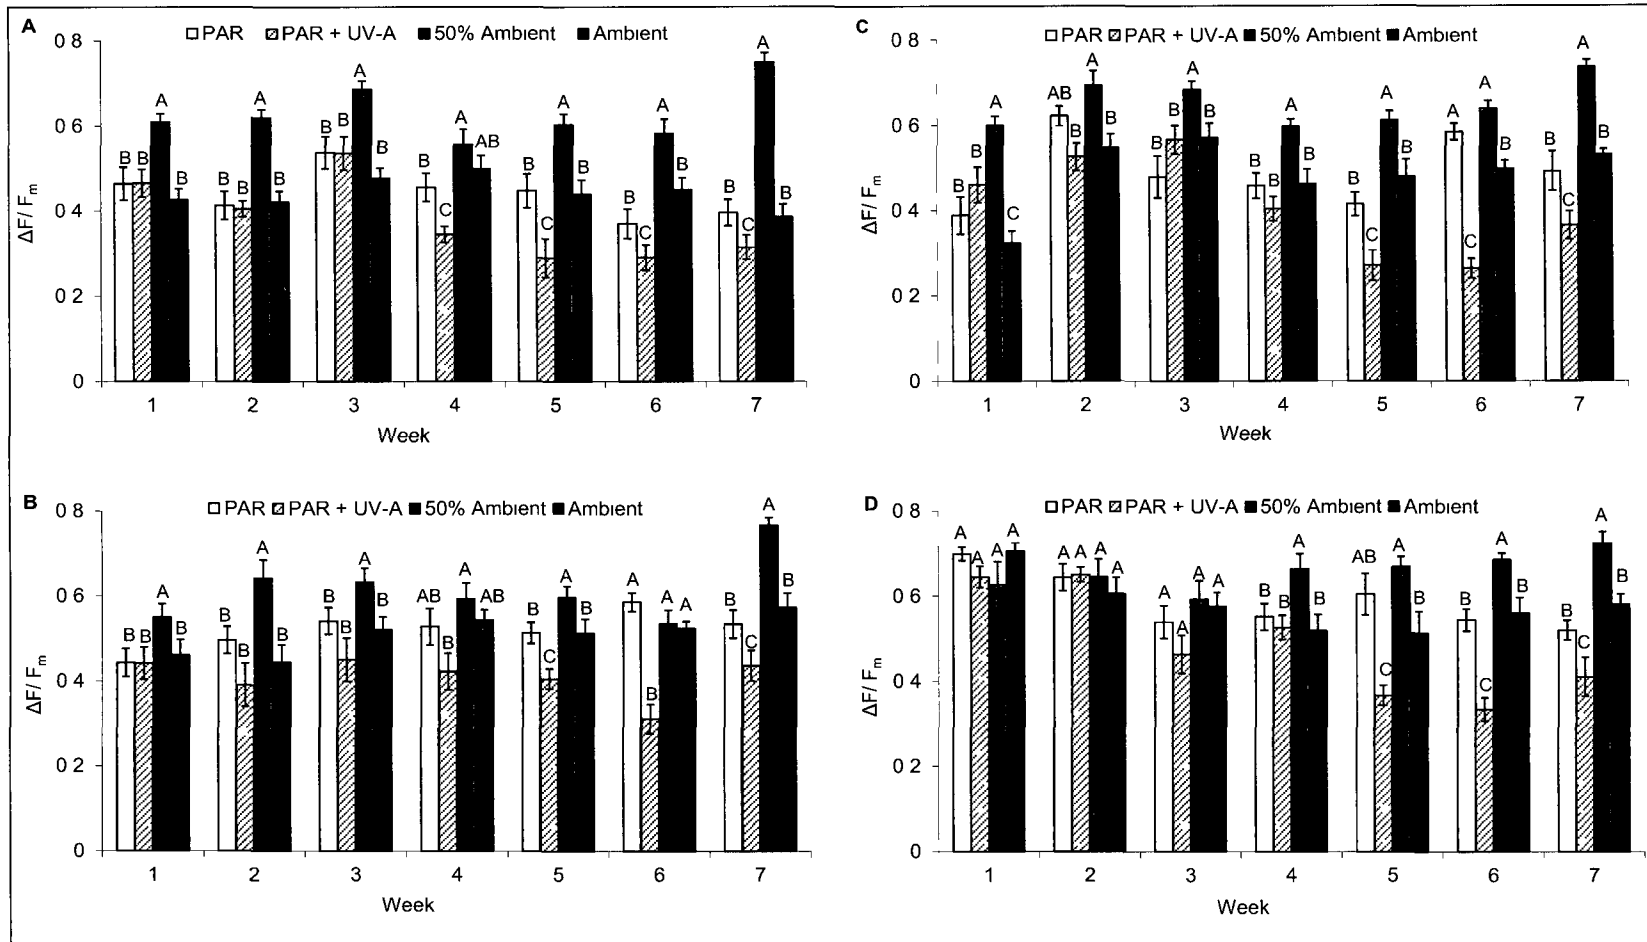 A
PAR PAR + UV-A 50% Ambient Ambient
0 8
0 6
0 4
0 2
0
ΔF/ Fm
B B A B
B B A B
B B A B
B C A AB
B C A B
B C A B
B C A B
1 2 3 4 5 6 7
Week
B
PAR PAR + UV-A 50% Ambient Ambient
0 8
0 6
0 4
0 2
0
ΔF/ Fm
B B A B
B B A B
B B A B
AB B A AB
B C A B
A B A A
B C A B
1 2 3 4 5 6 7
Week
C
PAR PAR + UV-A 50% Ambient Ambient
0 8
0 6
0 4
0 2
0
ΔF/ Fm
B B A C
AB B A B
B B A B
B B A B
B C A B
A C A B
B C A B
1 2 3 4 5 6 7
Week
D
PAR PAR + UV-A 50% Ambient Ambient
0 8
0 6
0 4
0 2
0
ΔF/ Fm
A A A A
A A A A
A A A A
B B A B
AB C A B
B C A B
B C A B
1 2 3 4 5 6 7
Week